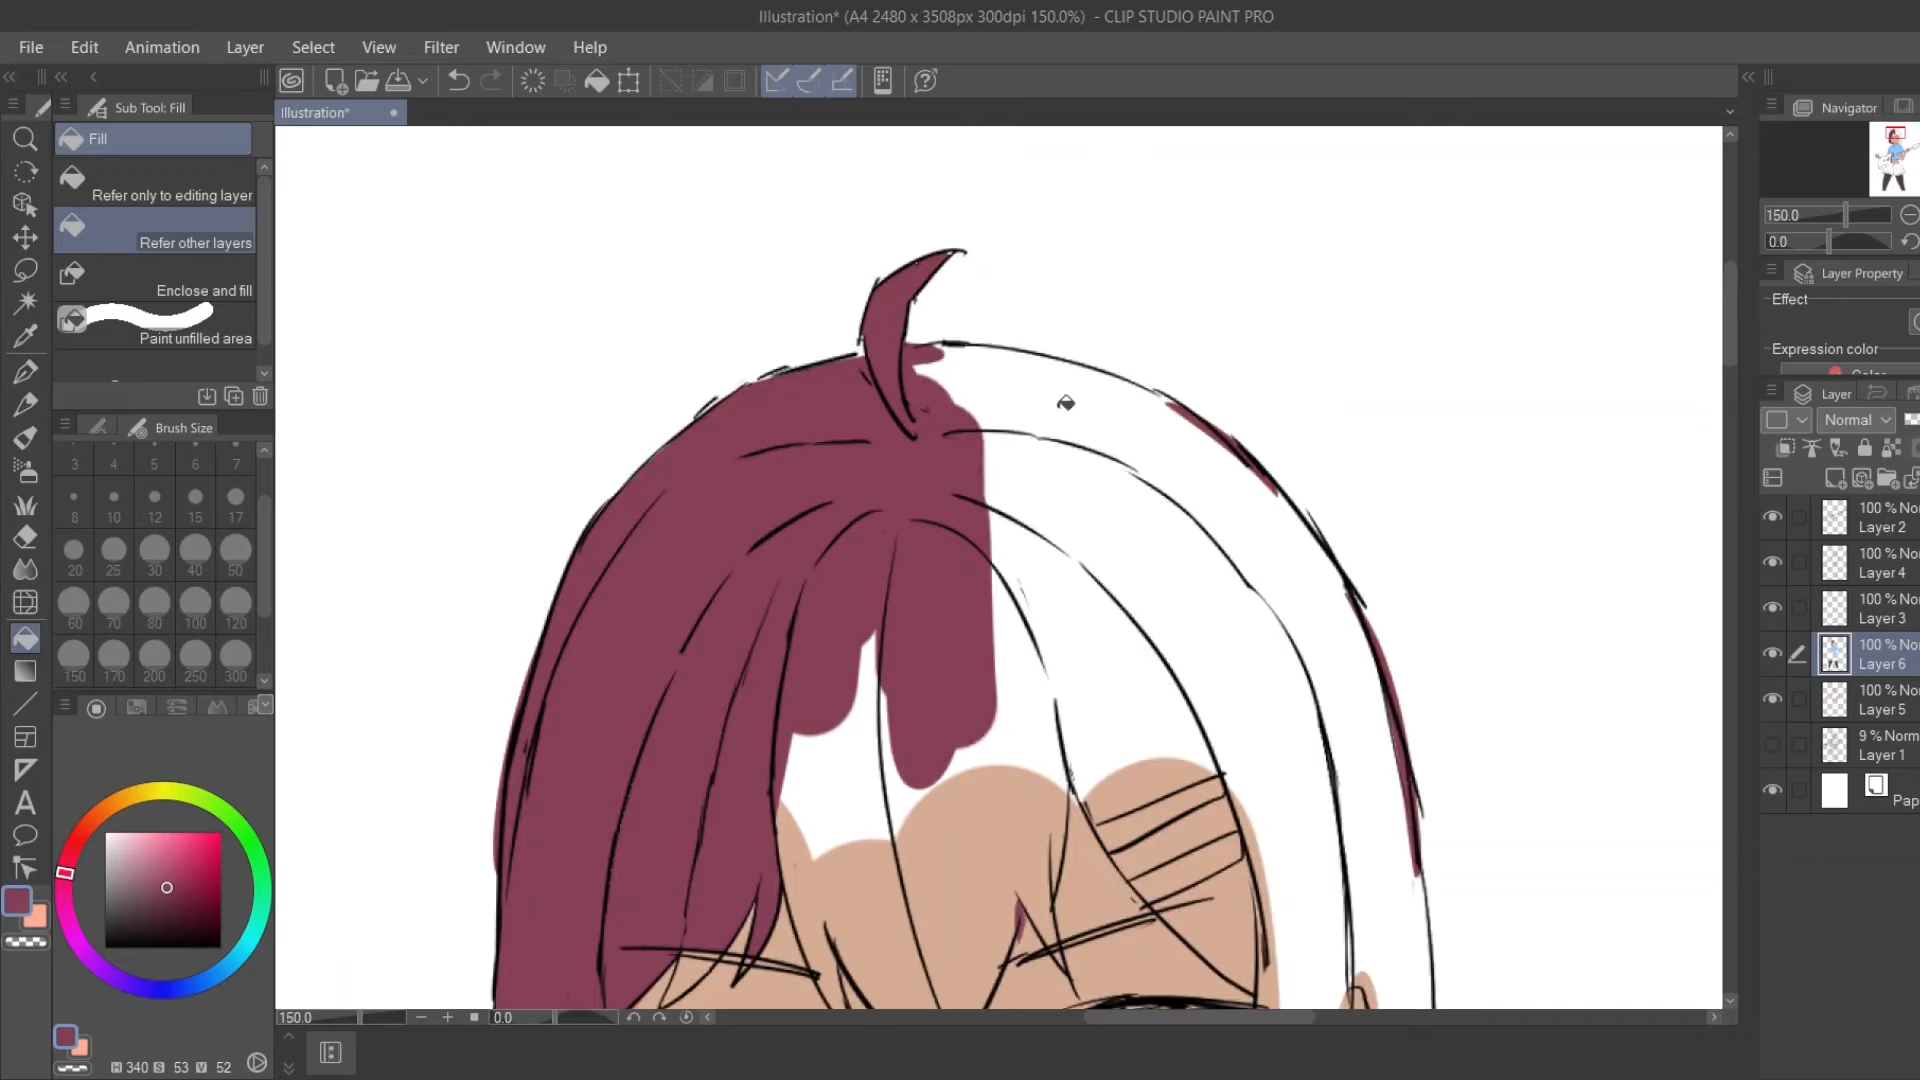 Illustration* (A4 2480 x 3508px 300dpi 150.0%)  - CLIP STUDIO PAINT PRO
File Edit Animation Layer Select View Filter Window Help
Sub Tool: Fill
Illustration*
Navigator
Fill
Refer only to editing layer
Refer other layers
Enclose and fill
Paint unfilled area
150.0
0.0
Layer Property
Effect
Expression color
Layer
Normal
Brush Size
3 4 5 6 7
8 10 12 15 17
20 25 30 40 50
60 70 80 100 120
150 170 200 250 300
100 % No
Layer 2
100 % No
Layer 4
100 % No
Layer 3
100 % No
Layer 6
100 % No
Layer 5
9 % Norm
Layer 1
Pap
150.0 0.0
H 340 S 53 V 52